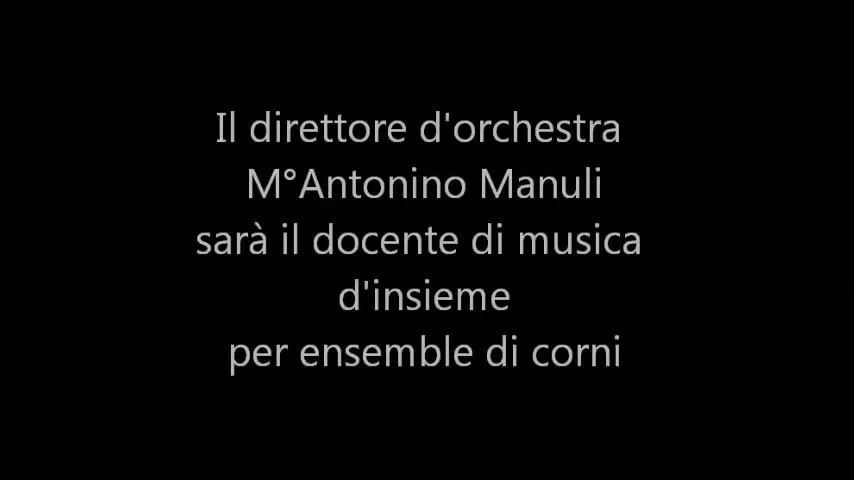 Il direttore d'orchestra
M°Antonino Manuli
sarà il docente di musica
d'insieme
per ensemble di corni